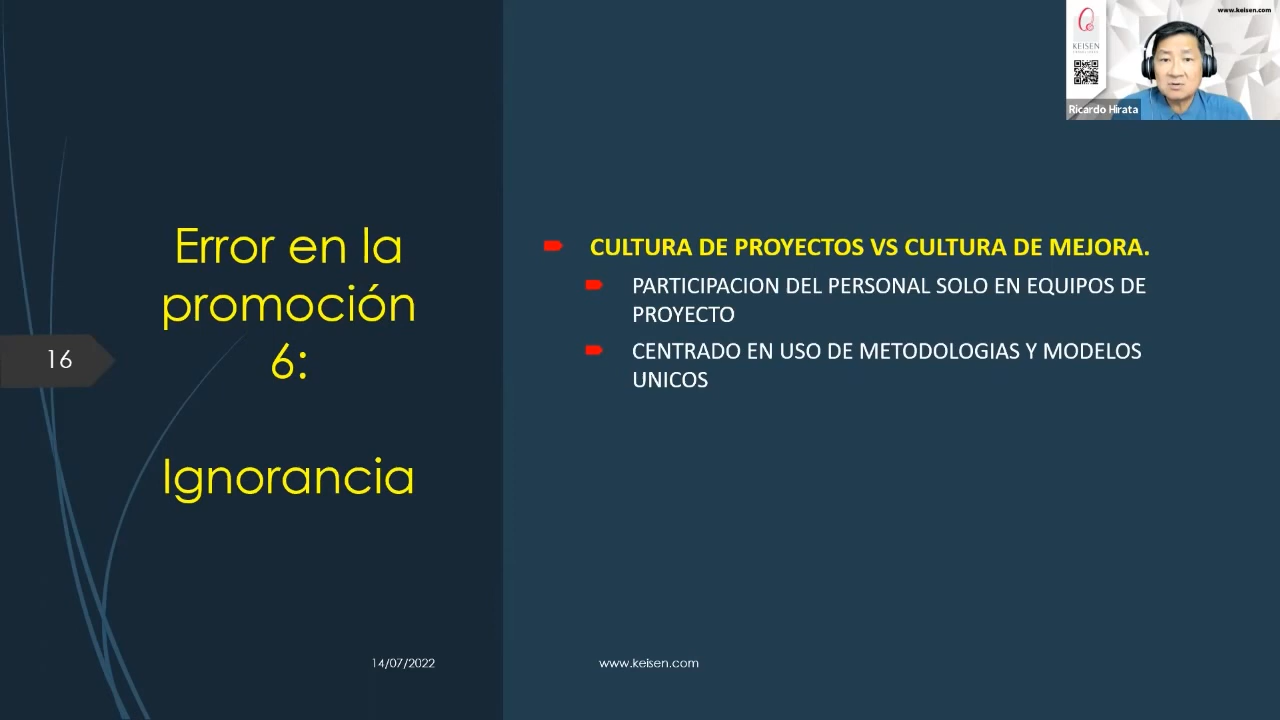 www.keisen.com
KEISEN
Ricardo Hirata
Error en la
promoción
6:
Ignorancia
16
CULTURA DE PROYECTOS VS CULTURA DE MEJORA.
PARTICIPACION DEL PERSONAL SOLO EN EQUIPOS DE
PROYECTO
CENTRADO EN USO DE METODOLOGIAS Y MODELOS
UNICOS
14/07/2022
www.keisen.com